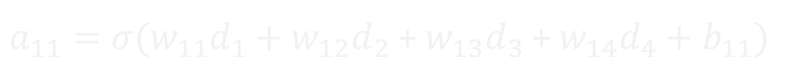 a₁₁ = σ(w₁₁d₁ + w₁₂d₂ + w₁₃d₃ + w₁₄d₄ + b₁₁)